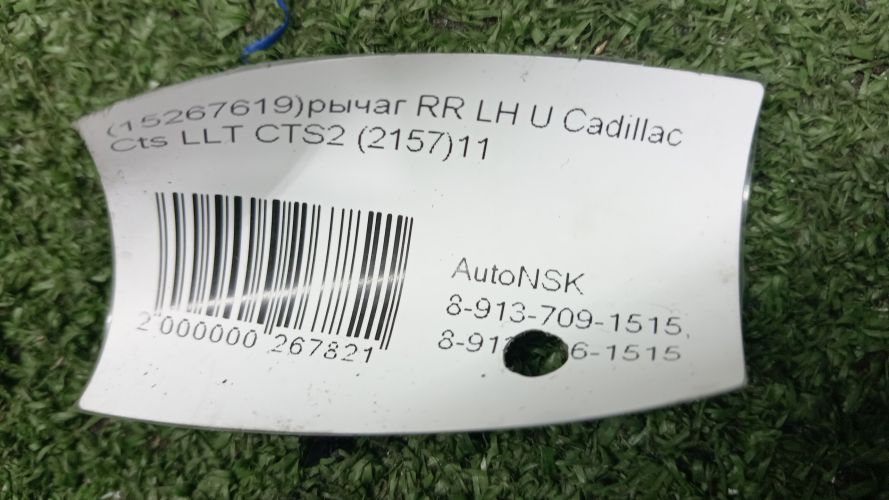 (15267619)рычаг RR LH U Cadillac
Cts LLT CTS2 (2157)11
AutoNSK
8-913-709-1515,
2 000000 267821